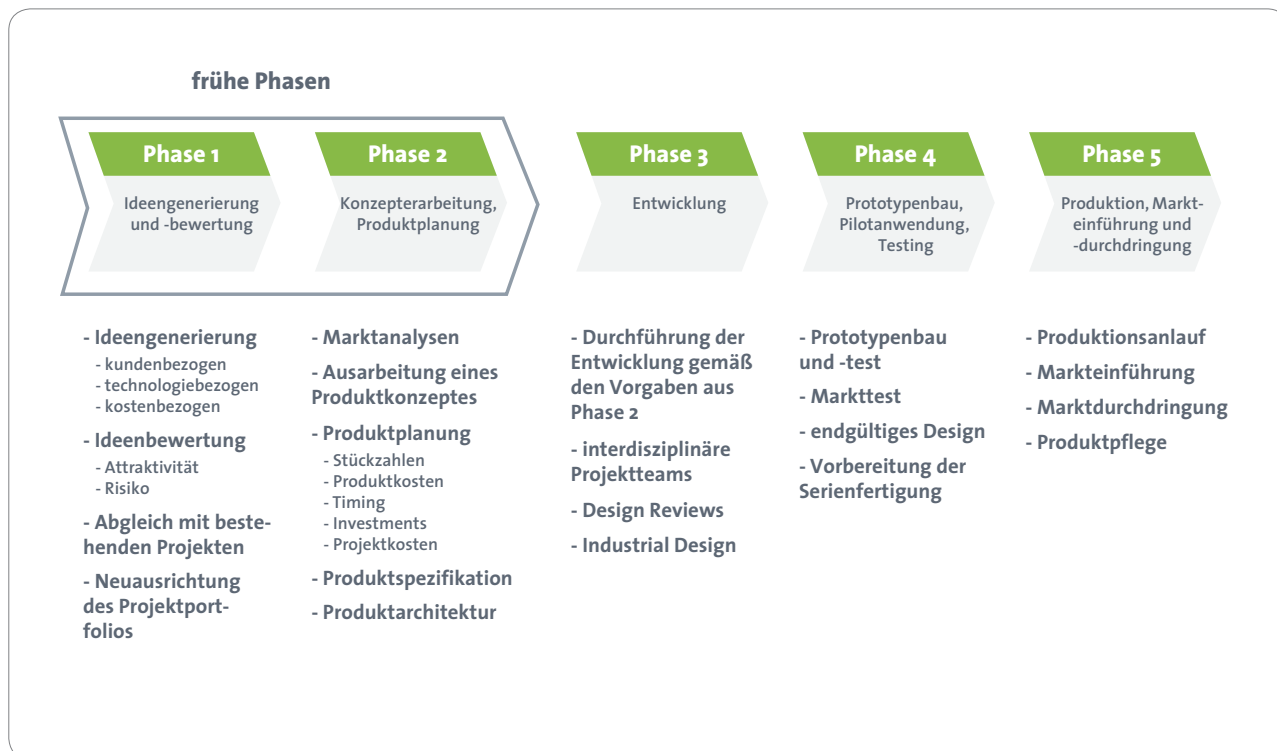 frühe Phasen
Phase 1
Ideengenerierung
und -bewertung
Phase 2
Konzepterarbeitung,
Produktplanung
Phase 3
Entwicklung
Phase 4
Prototypenbau,
Pilotanwendung,
Testing
Phase 5
Produktion, Markt-
einführung und
-durchdringung
- Ideengenerierung
- kundenbezogen
- technologiebezogen
- kostenbezogen
- Ideenbewertung
- Attraktivität
- Risiko
- Abgleich mit beste-
henden Projekten
- Neuausrichtung
des Projektport-
folios
- Marktanalysen
- Ausarbeitung eines
Produktkonzeptes
- Produktplanung
- Stückzahlen
- Produktkosten
- Timing
- Investments
- Projektkosten
- Produktspezifikation
- Produktarchitektur
- Durchführung der
Entwicklung gemäß
den Vorgaben aus
Phase 2
- interdisziplinäre
Projektteams
- Design Reviews
- Industrial Design
- Prototypenbau
und -test
- Markttest
- endgültiges Design
- Vorbereitung der
Serienfertigung
- Produktionsanlauf
- Markteinführung
- Marktdurchdringung
- Produktpflege